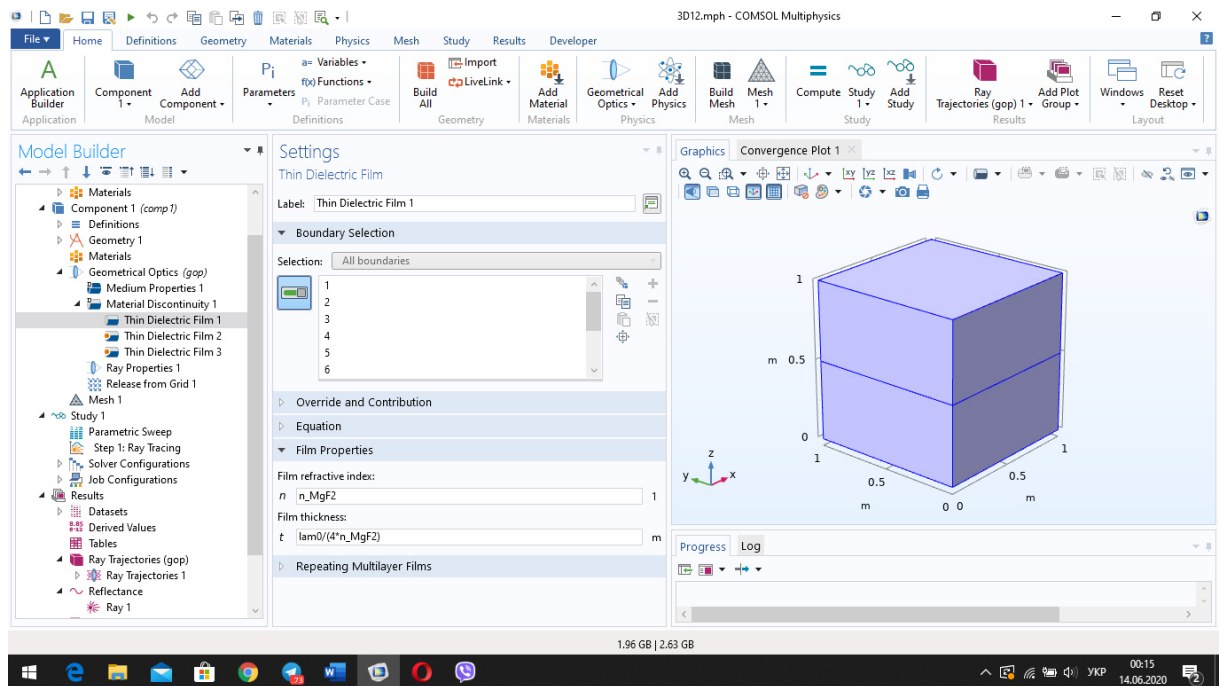 3D12.mph - COMSOL Multiphysics
File Home Definitions Geometry Materials Physics Mesh Study Results Developer
Application Builder
Application
Component 1
Add Component
Model
Pi
Parameters
a= Variables
f(x) Functions
Pi Parameter Case
Definitions
Build All
Import
LiveLink
Geometry
Add Material
Materials
Geometrical Optics
Add Physics
Physics
Build Mesh
Mesh 1
Mesh
Compute
Study 1
Add Study
Study
Ray Trajectories (gop) 1
Add Plot Group
Results
Windows
Reset Desktop
Layout
Model Builder
Materials
Component 1 (comp1)
Definitions
Geometry 1
Materials
Geometrical Optics (gop)
Medium Properties 1
Material Discontinuity 1
Thin Dielectric Film 1
Thin Dielectric Film 2
Thin Dielectric Film 3
Ray Properties 1
Release from Grid 1
Mesh 1
Study 1
Parametric Sweep
Step 1: Ray Tracing
Solver Configurations
Job Configurations
Results
Datasets
Derived Values
Tables
Ray Trajectories (gop)
Ray Trajectories 1
Reflectance
Ray 1
Settings
Thin Dielectric Film
Label: Thin Dielectric Film 1
Boundary Selection
Selection: All boundaries
1
2
3
4
5
6
Override and Contribution
Equation
Film Properties
Film refractive index:
n n_MgF2 1
Film thickness:
t lam0/(4*n_MgF2) m
Repeating Multilayer Films
Graphics Convergence Plot 1
xy yz xz
1
m 0.5
0
1
0.5
m
0 0
0.5
m
1
z
y x
Progress Log
1.96 GB | 2.63 GB
73
УКР
00:15
14.06.2020
2